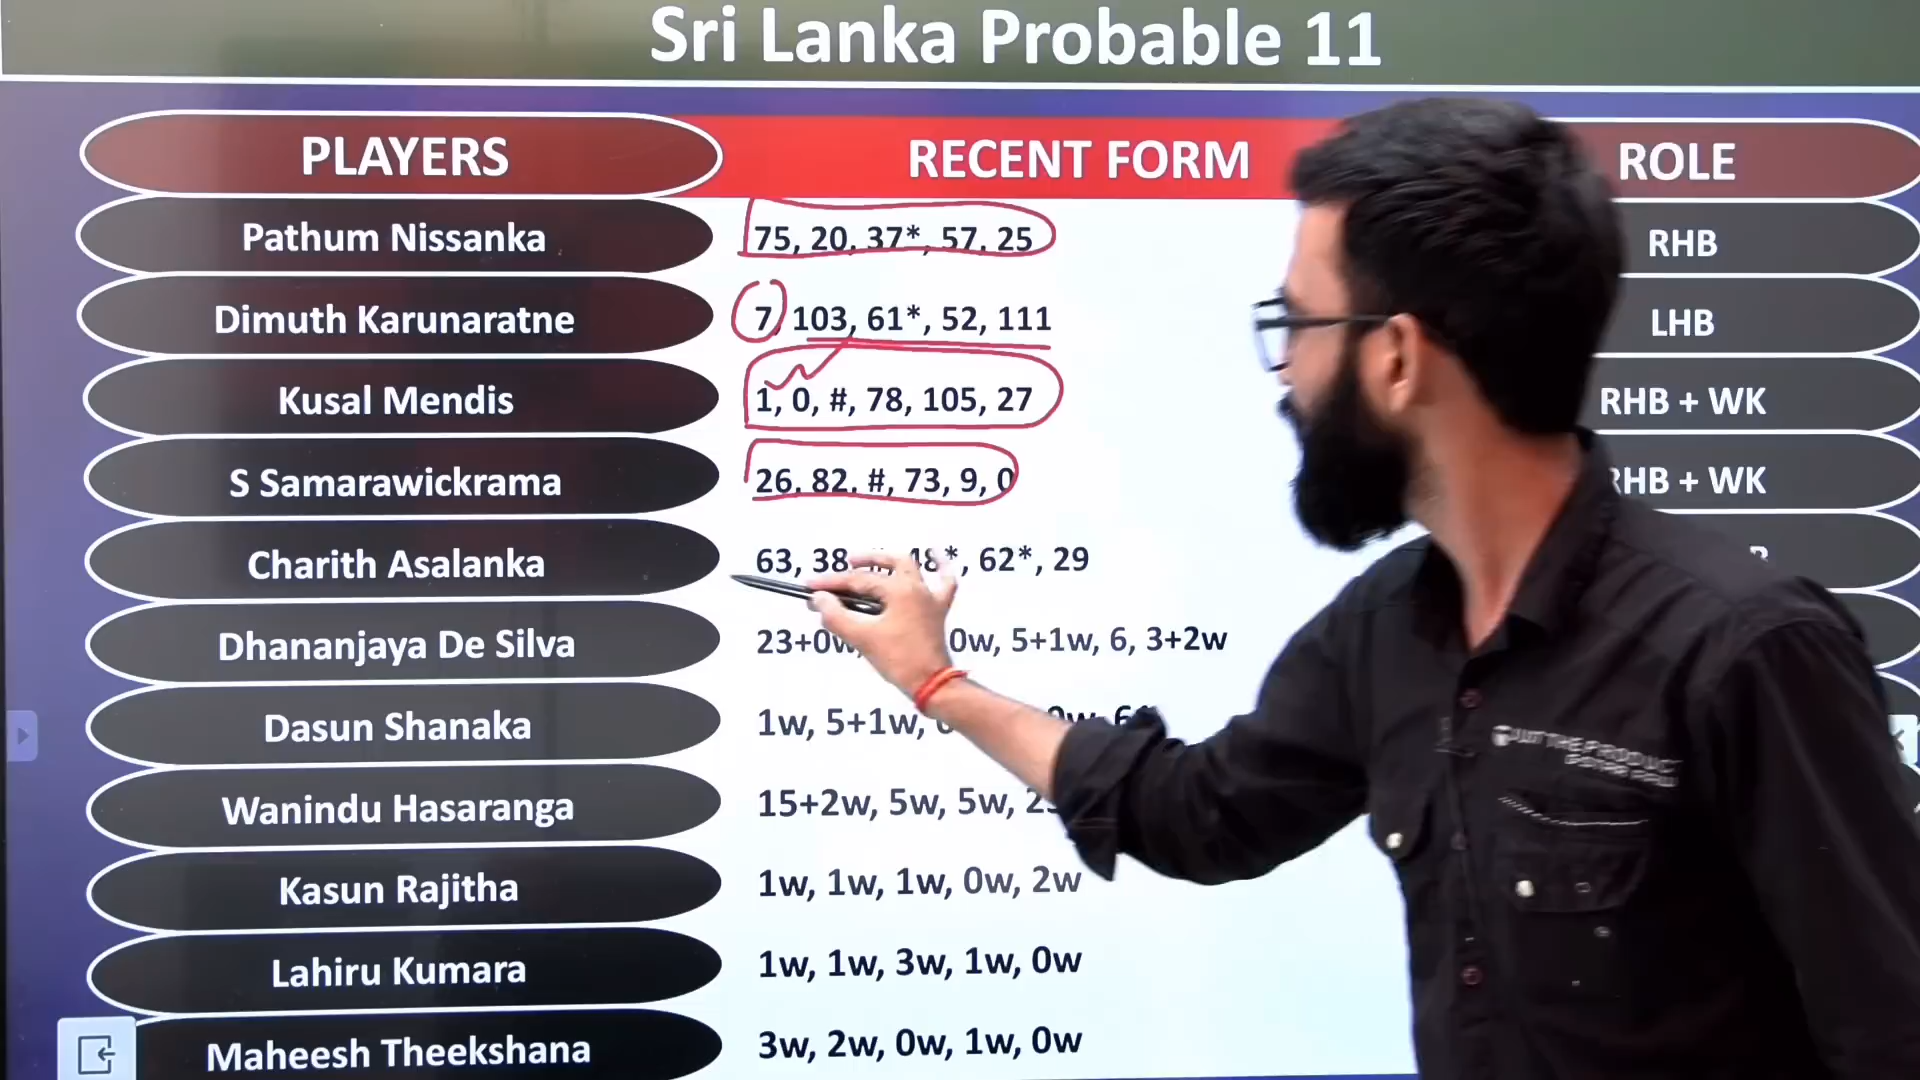 Sri Lanka Probable 11
PLAYERS RECENT FORM ROLE
Pathum Nissanka 75, 20, 37*, 57, 25 RHB
Dimuth Karunaratne 7, 103, 61*, 52, 111 LHB
Kusal Mendis 1, 0, #, 78, 105, 27 RHB + WK
S Samarawickrama 26, 82, #, 73, 9, 0 RHB + WK
Charith Asalanka 63, 38, 48*, 62*, 29
Dhananjaya De Silva 23+0w, 0w, 5+1w, 6, 3+2w
Dasun Shanaka 1w, 5+1w,
Wanindu Hasaranga 15+2w, 5w, 5w,
Kasun Rajitha 1w, 1w, 1w, 0w, 2w
Lahiru Kumara 1w, 1w, 3w, 1w, 0w
Maheesh Theekshana 3w, 2w, 0w, 1w, 0w